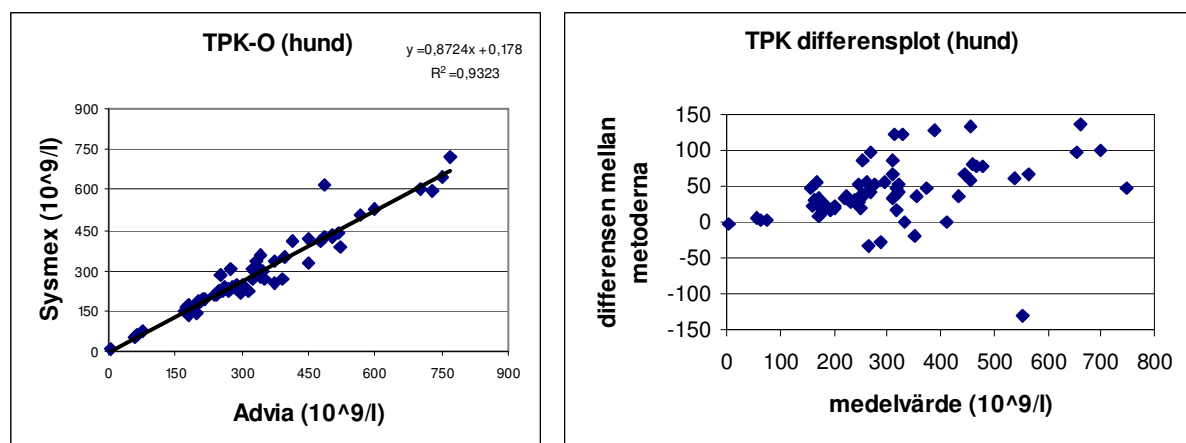 TPK-O (hund)
y =0,8724x + 0,178
R2 =0,9323
Sysmex (10^9/l)
900
750
600
450
300
150
0
0 150 300 450 600 750 900
Advia (10^9/l)
TPK differensplot (hund)
differensen mellan
metoderna
150
100
50
0
-50
-100
-150
0 100 200 300 400 500 600 700 800
medelvärde (10^9/l)